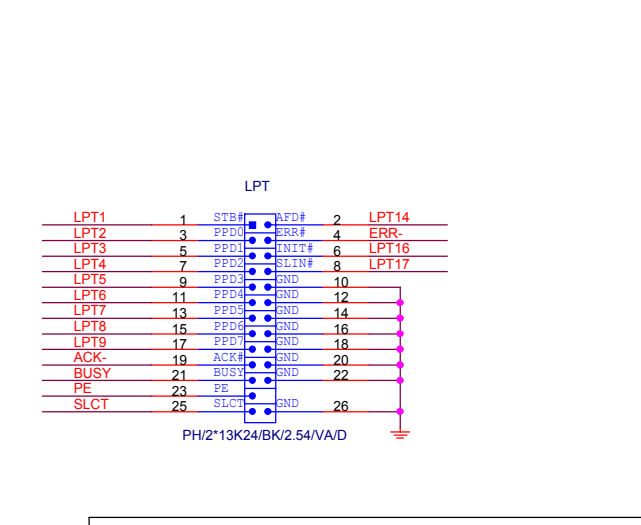 LPT
LPT1 1 STB# AFD# 2 LPT14
LPT2 3 PPD0 ERR# 4 ERR-
LPT3 5 PPD1 INIT# 6 LPT16
LPT4 7 PPD2 SLIN# 8 LPT17
LPT5 9 PPD3 GND 10
LPT6 11 PPD4 GND 12
LPT7 13 PPD5 GND 14
LPT8 15 PPD6 GND 16
LPT9 17 PPD7 GND 18
ACK- 19 ACK# GND 20
BUSY 21 BUSY GND 22
PE 23 PE
SLCT 25 SLCT GND 26
PH/2*13K24/BK/2.54/VA/D